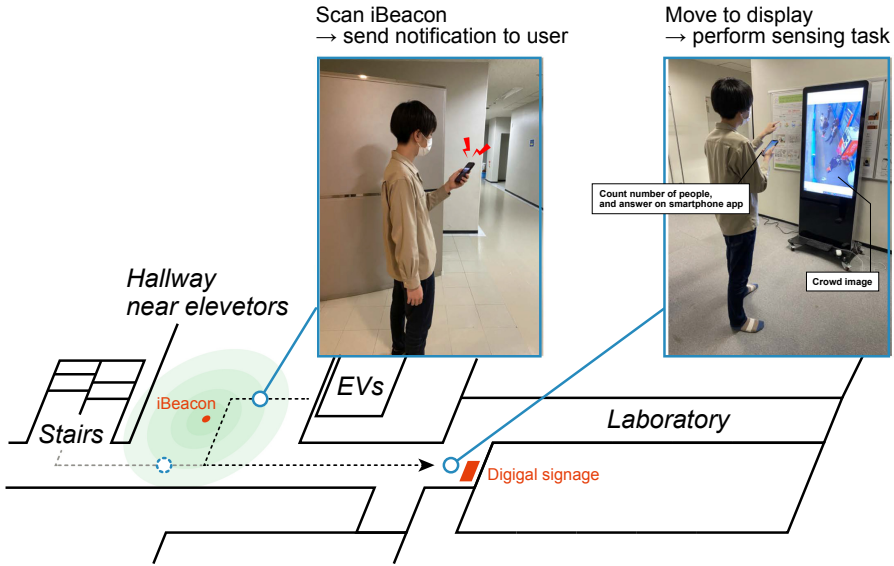 Scan iBeacon
→ send notification to user
Move to display
→ perform sensing task
Count number of people,
and answer on smartphone app
Crowd image
Hallway
near elevetors
iBeacon
EVs
Stairs
Laboratory
Digigal signage